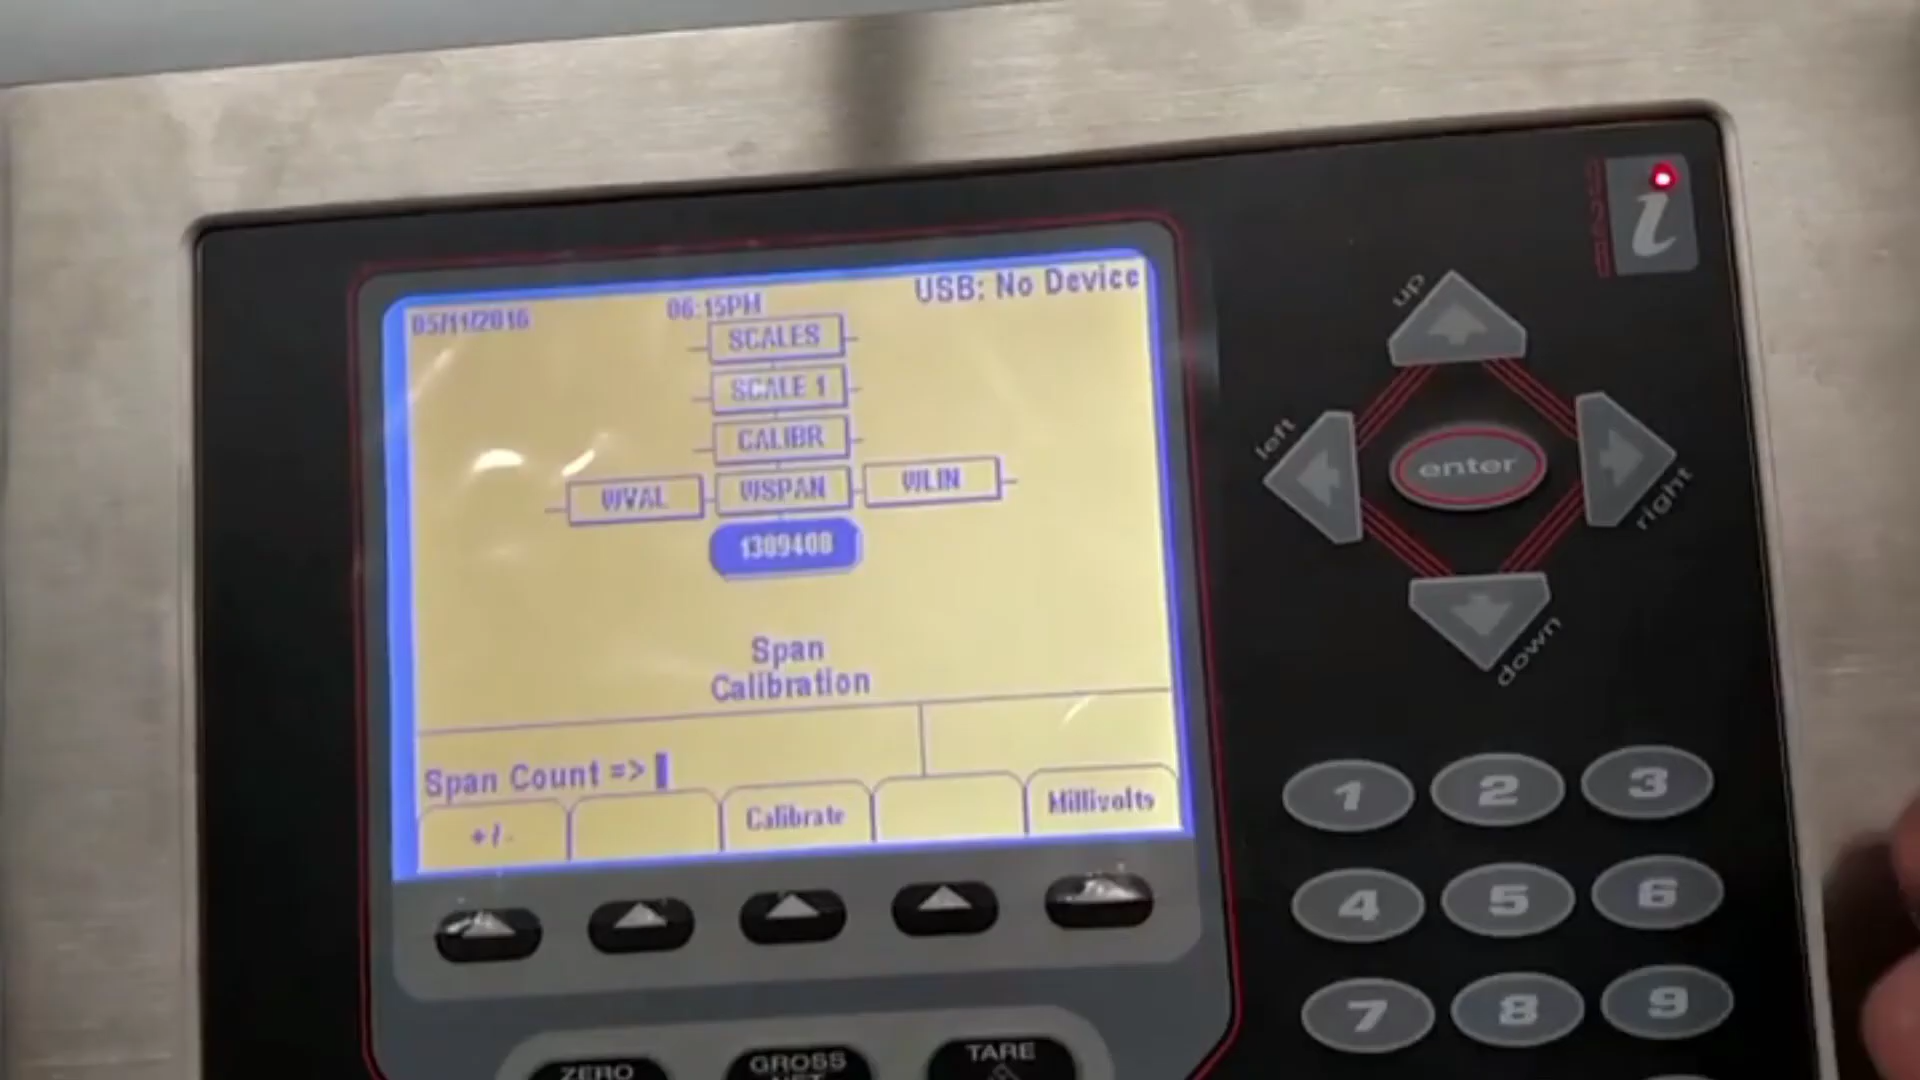 05/11/2016
06:15PM
USB: No Device
SCALES
SCALE 1
CALIBR
WVAL
WSPAN
WLIN
Span
Calibration
Span Count =>
+/-
Calibrate
Millivolts
i
up
left
enter
right
down
1 2 3
4 5 6
7 8 9
ZERO
GROSS
NET
TARE